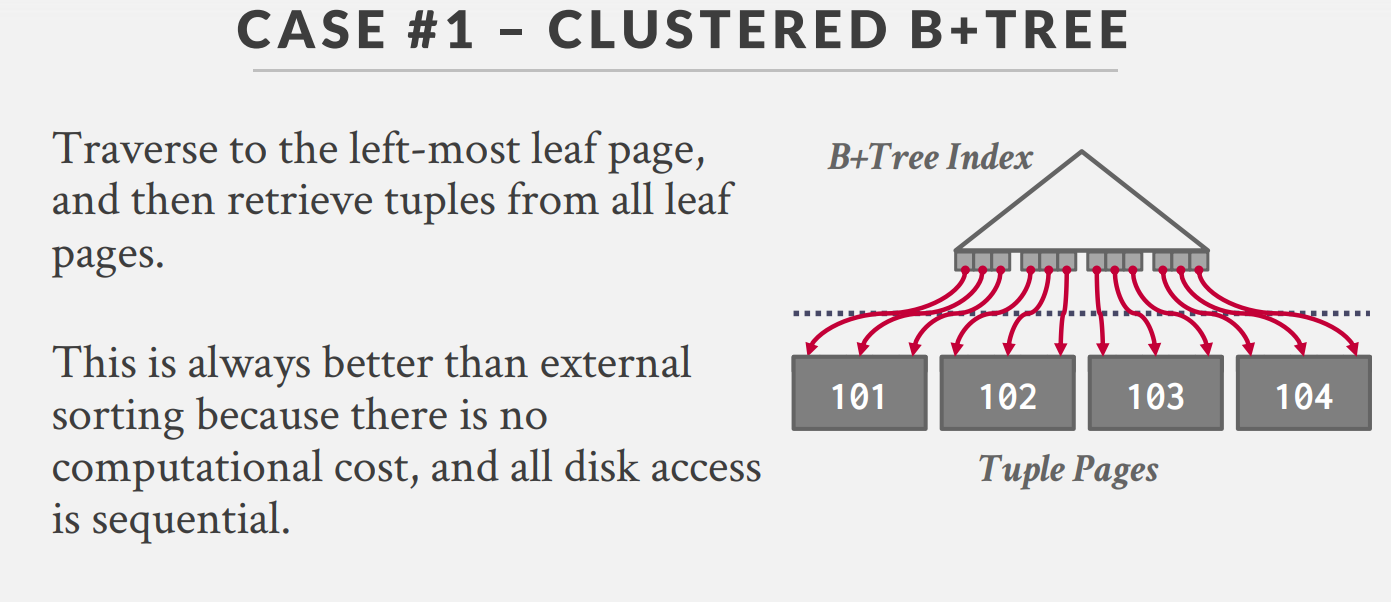 CASE #1 – CLUSTERED B+TREE
Traverse to the left-most leaf page,
and then retrieve tuples from all leaf
pages.
This is always better than external
sorting because there is no
computational cost, and all disk access
is sequential.
B+Tree Index
101 102 103 104
Tuple Pages